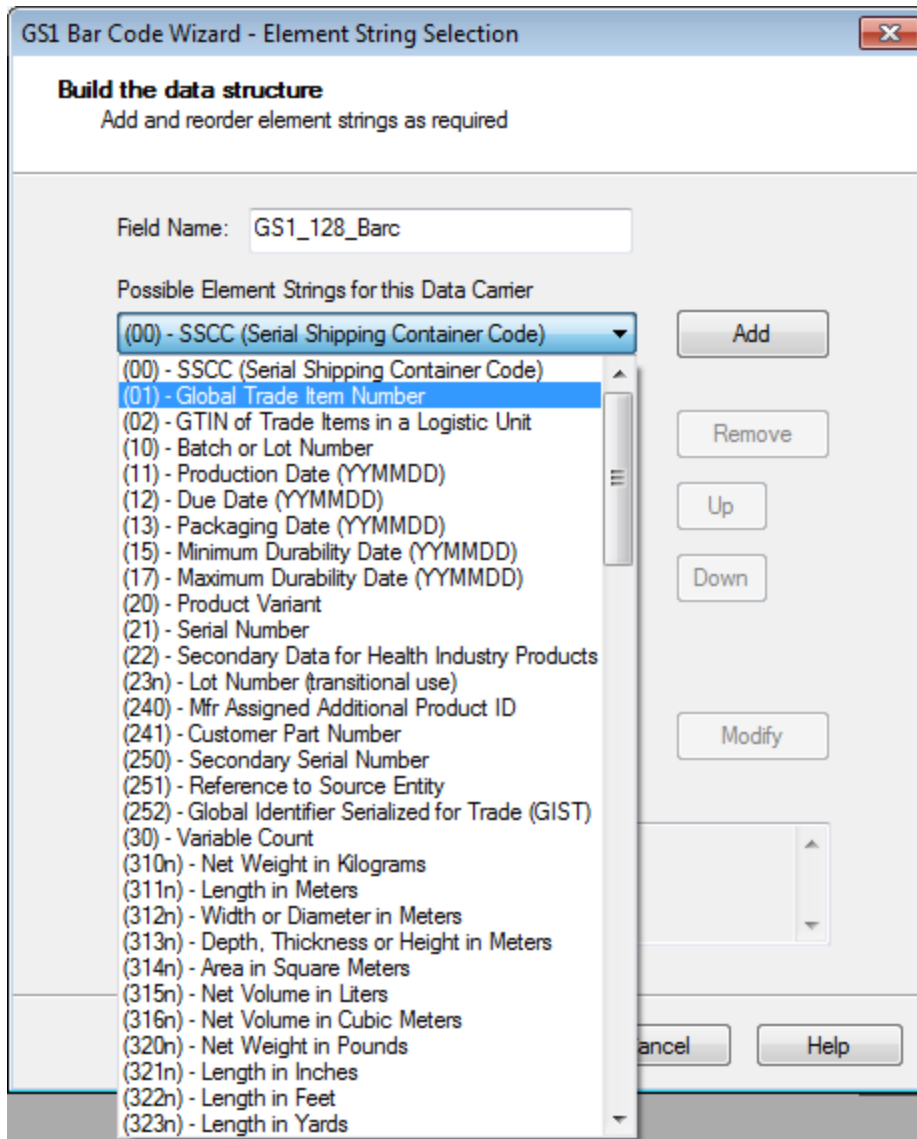 GS1 Bar Code Wizard - Element String Selection
Build the data structure
Add and reorder element strings as required
Field Name: GS1_128_Barc
Possible Element Strings for this Data Carrier
(00) - SSCC (Serial Shipping Container Code)
Add
(00) - SSCC (Serial Shipping Container Code)
(01) - Global Trade Item Number
(02) - GTIN of Trade Items in a Logistic Unit
Remove
(10) - Batch or Lot Number
(11) - Production Date (YYMMDD)
(12) - Due Date (YYMMDD)
Up
(13) - Packaging Date (YYMMDD)
(15) - Minimum Durability Date (YYMMDD)
(17) - Maximum Durability Date (YYMMDD)
Down
(20) - Product Variant
(21) - Serial Number
(22) - Secondary Data for Health Industry Products
(23n) - Lot Number (transitional use)
(240) - Mfr Assigned Additional Product ID
(241) - Customer Part Number
Modify
(250) - Secondary Serial Number
(251) - Reference to Source Entity
(252) - Global Identifier Serialized for Trade (GIST)
(30) - Variable Count
(310n) - Net Weight in Kilograms
(311n) - Length in Meters
(312n) - Width or Diameter in Meters
(313n) - Depth, Thickness or Height in Meters
(314n) - Area in Square Meters
(315n) - Net Volume in Liters
(316n) - Net Volume in Cubic Meters
(320n) - Net Weight in Pounds
ancel
Help
(321n) - Length in Inches
(322n) - Length in Feet
(323n) - Length in Yards